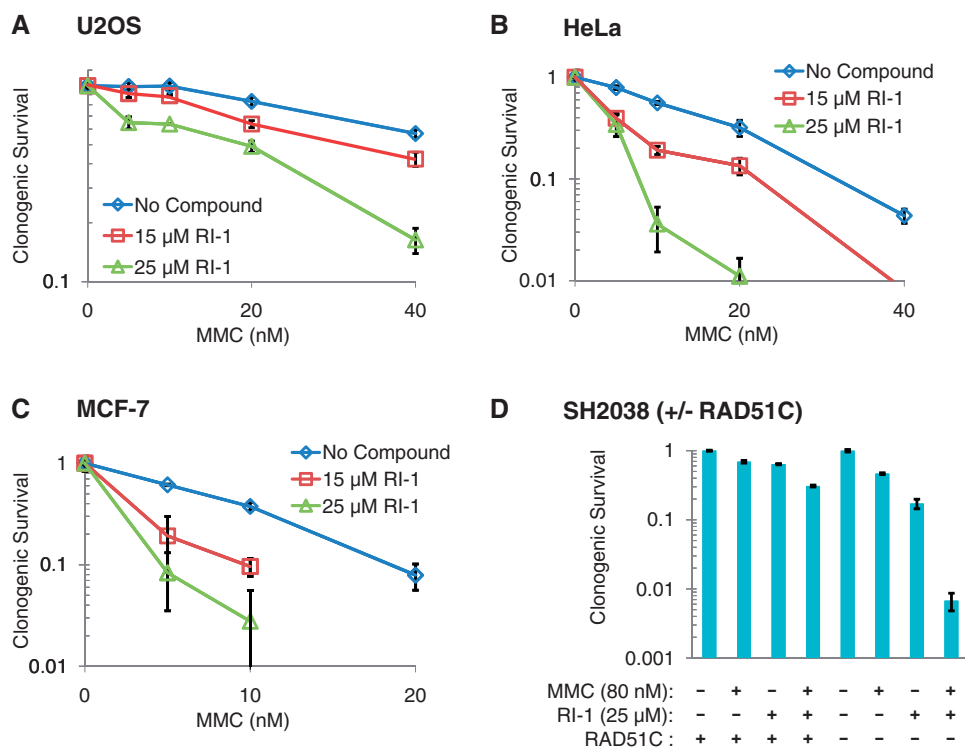 A U2OS
Clonogenic Survival
0.1
0 20 40
MMC (nM)
No Compound
15 µM RI-1
25 µM RI-1
B HeLa
Clonogenic Survival
1
0.1
0.01
0 20 40
MMC (nM)
No Compound
15 µM RI-1
25 µM RI-1
C MCF-7
Clonogenic Survival
1
0.1
0.01
0 10 20
MMC (nM)
No Compound
15 µM RI-1
25 µM RI-1
D SH2038 (+/- RAD51C)
Clonogenic Survival
1
0.1
0.01
0.001
MMC (80 nM): – + – + – + – +
RI-1 (25 µM): – – + + – – + +
RAD51C : + + + + – – – –